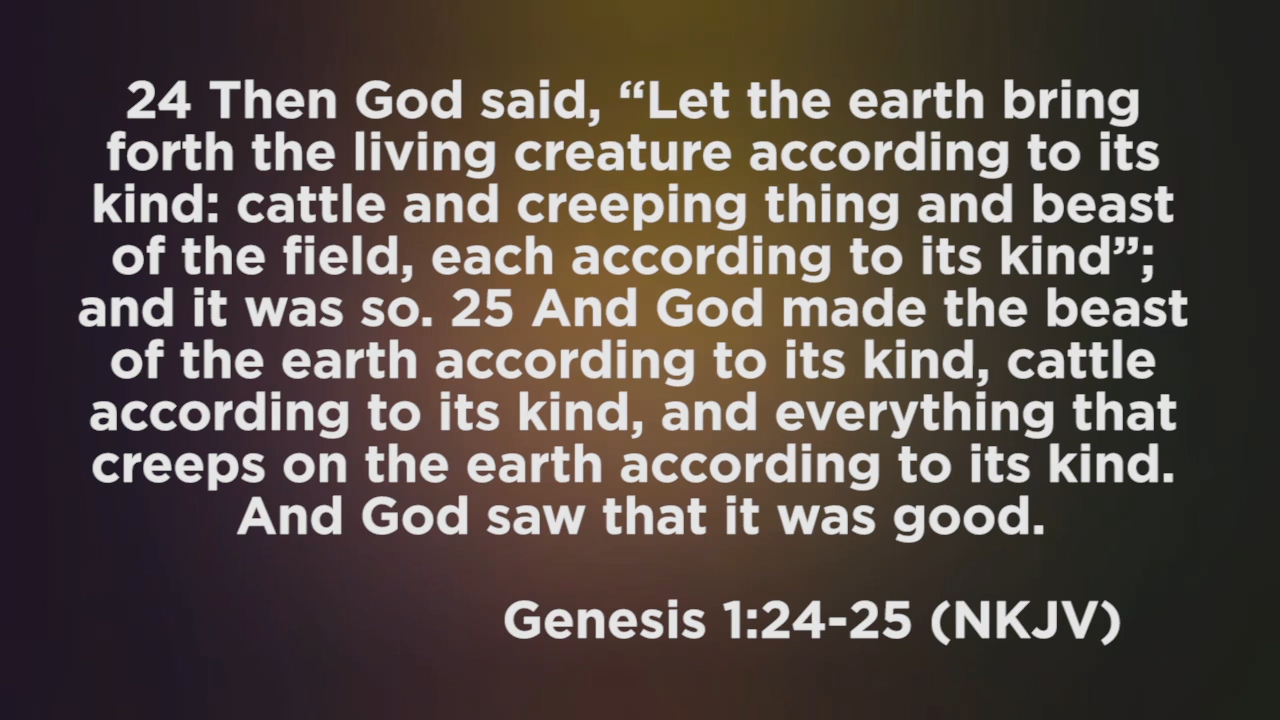 24 Then God said, “Let the earth bring
forth the living creature according to its
kind: cattle and creeping thing and beast
of the field, each according to its kind”;
and it was so. 25 And God made the beast
of the earth according to its kind, cattle
according to its kind, and everything that
creeps on the earth according to its kind.
And God saw that it was good.
Genesis 1:24-25 (NKJV)